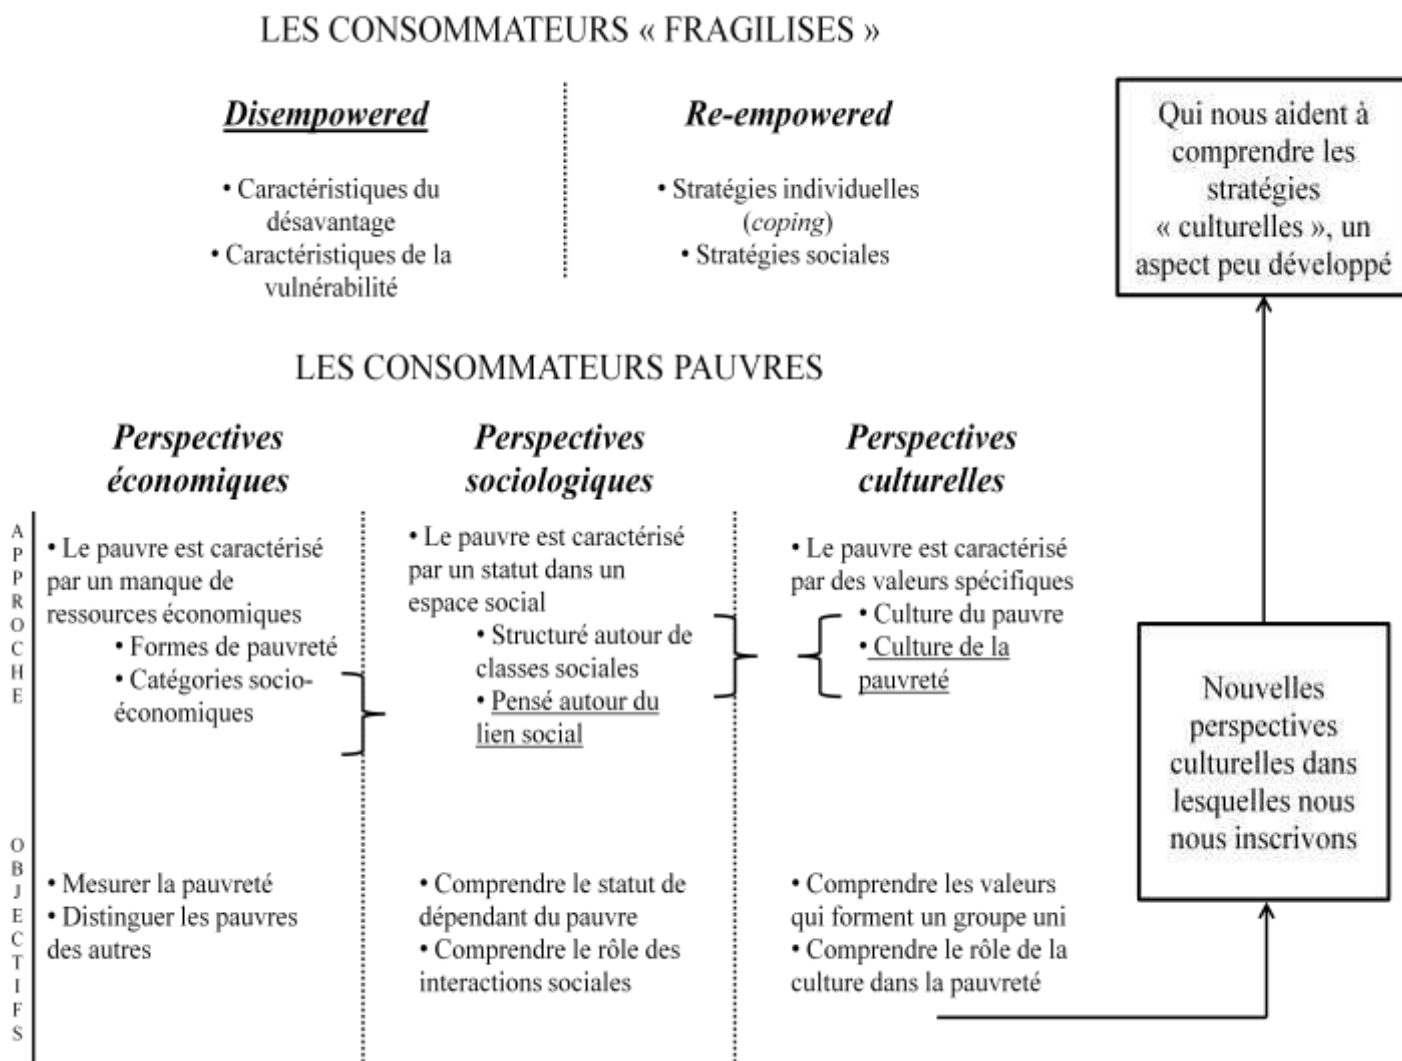 LES CONSOMMATEURS « FRAGILISES »
Disempowered
• Caractéristiques du
désavantage
• Caractéristiques de la
vulnérabilité
Re-empowered
• Stratégies individuelles
(coping)
• Stratégies sociales
Qui nous aident à
comprendre les
stratégies
« culturelles », un
aspect peu développé
LES CONSOMMATEURS PAUVRES
Perspectives
économiques
Perspectives
sociologiques
Perspectives
culturelles
APPROCHE
• Le pauvre est caractérisé
par un manque de
ressources économiques
• Formes de pauvreté
• Catégories socio-
économiques
• Le pauvre est caractérisé
par un statut dans un
espace social
• Structuré autour de
classes sociales
• Pensé autour du
lien social
• Le pauvre est caractérisé
par des valeurs spécifiques
• Culture du pauvre
• Culture de la
pauvreté
Nouvelles
perspectives
culturelles dans
lesquelles nous
nous inscrivons
OBJECTIFS
• Mesurer la pauvreté
• Distinguer les pauvres
des autres
• Comprendre le statut de
dépendant du pauvre
• Comprendre le rôle des
interactions sociales
• Comprendre les valeurs
qui forment un groupe uni
• Comprendre le rôle de la
culture dans la pauvreté